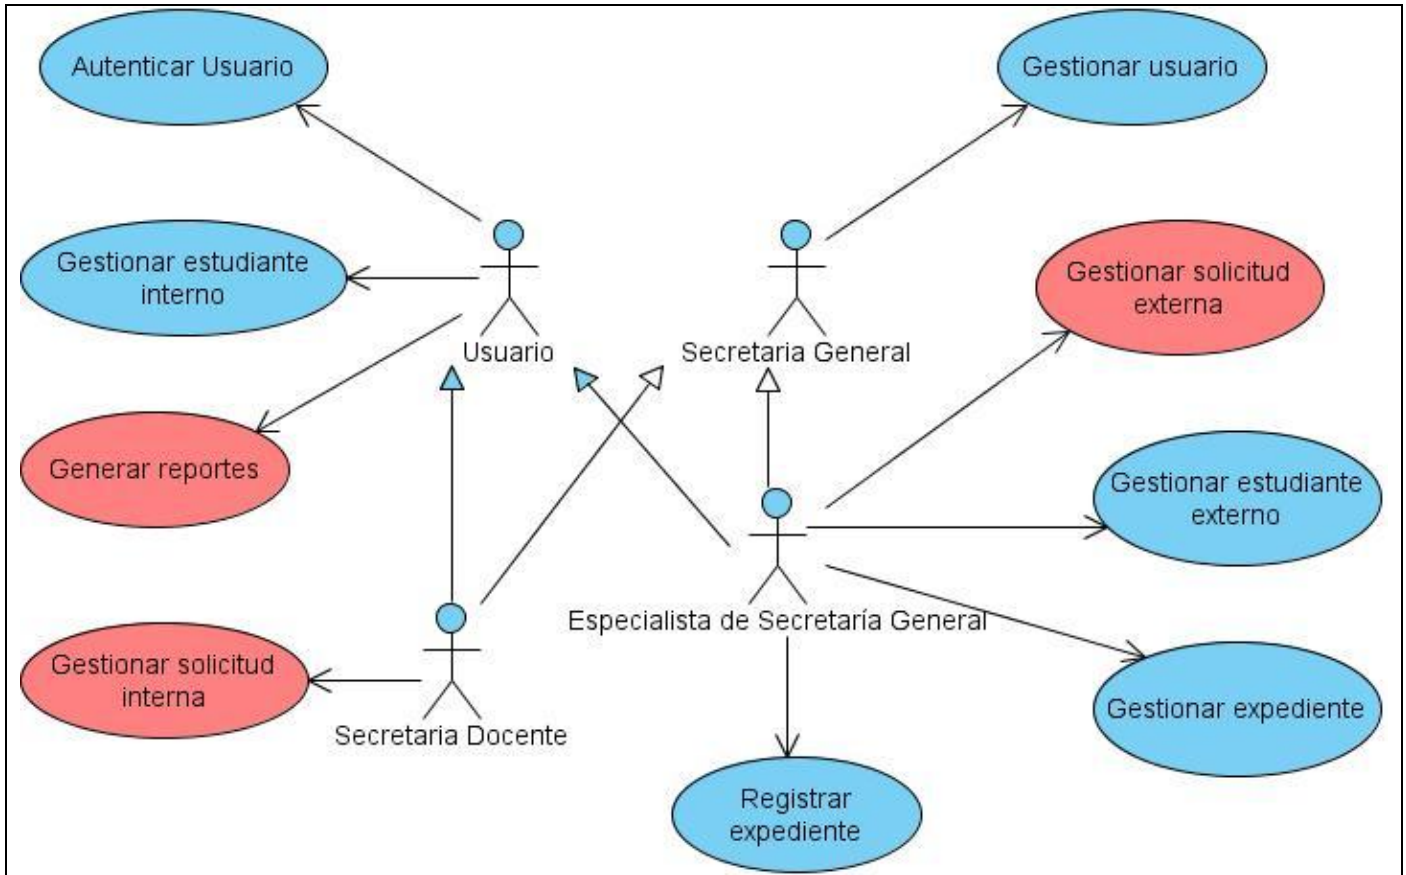 Autenticar Usuario
Gestionar usuario
Gestionar estudiante
interno
Gestionar solicitud
externa
Usuario
Secretaria General
Generar reportes
Gestionar estudiante
externo
Especialista de Secretaría General
Gestionar solicitud
interna
Secretaria Docente
Gestionar expediente
Registrar
expediente